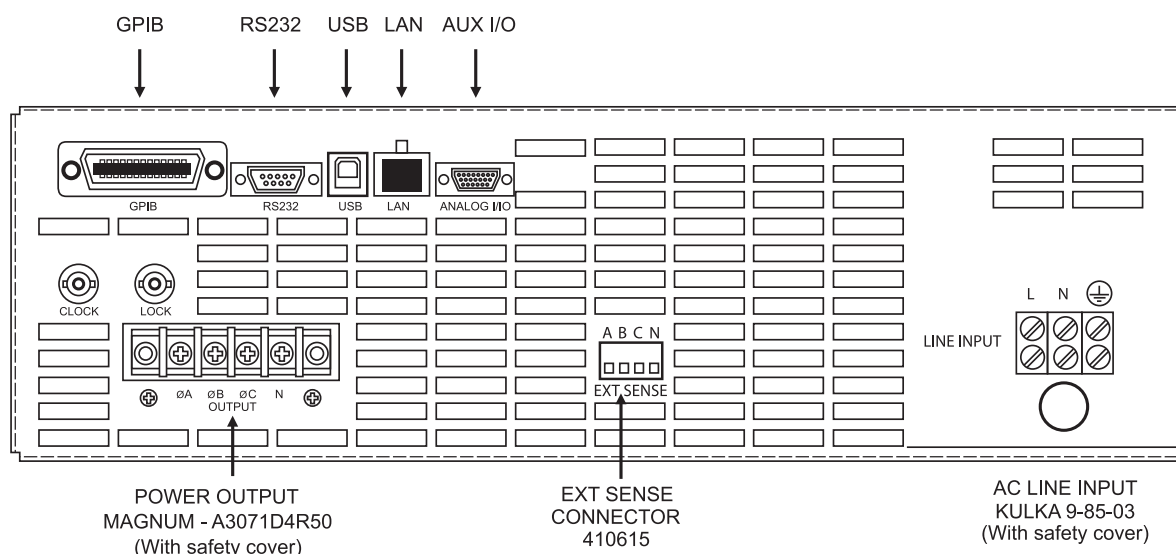 GPIB RS232 USB LAN AUX I/O
GPIB RS232 USB LAN ANALOG I/O
CLOCK LOCK
L N
A B C N
LINE INPUT
EXT SENSE
ØA ØB ØC N
OUTPUT
POWER OUTPUT
MAGNUM - A3071D4R50
(With safety cover)
EXT SENSE
CONNECTOR
410615
AC LINE INPUT
KULKA 9-85-03
(With safety cover)